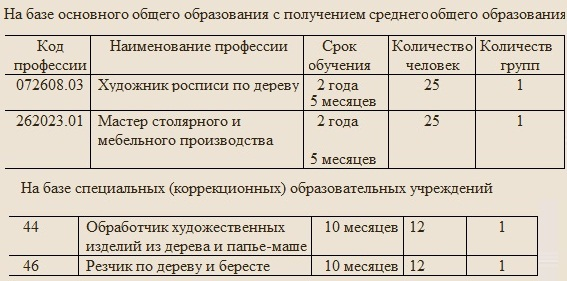 На базе основного общего образования с получением среднего общего образования
Код Наименование профессии Срок Количество Количеств
профессии обучения человек групп
072608.03 Художник росписи по дереву 2 года 25 1
5 месяцев
262023.01 Мастер столярного и 2 года 25 1
мебельного производства
5 месяцев
На базе специальных (коррекционных) образовательных учреждений
44 Обработчик художественных 10 месяцев 12 1
изделий из дерева и папье-маше
46 Резчик по дереву и бересте 10 месяцев 12 1